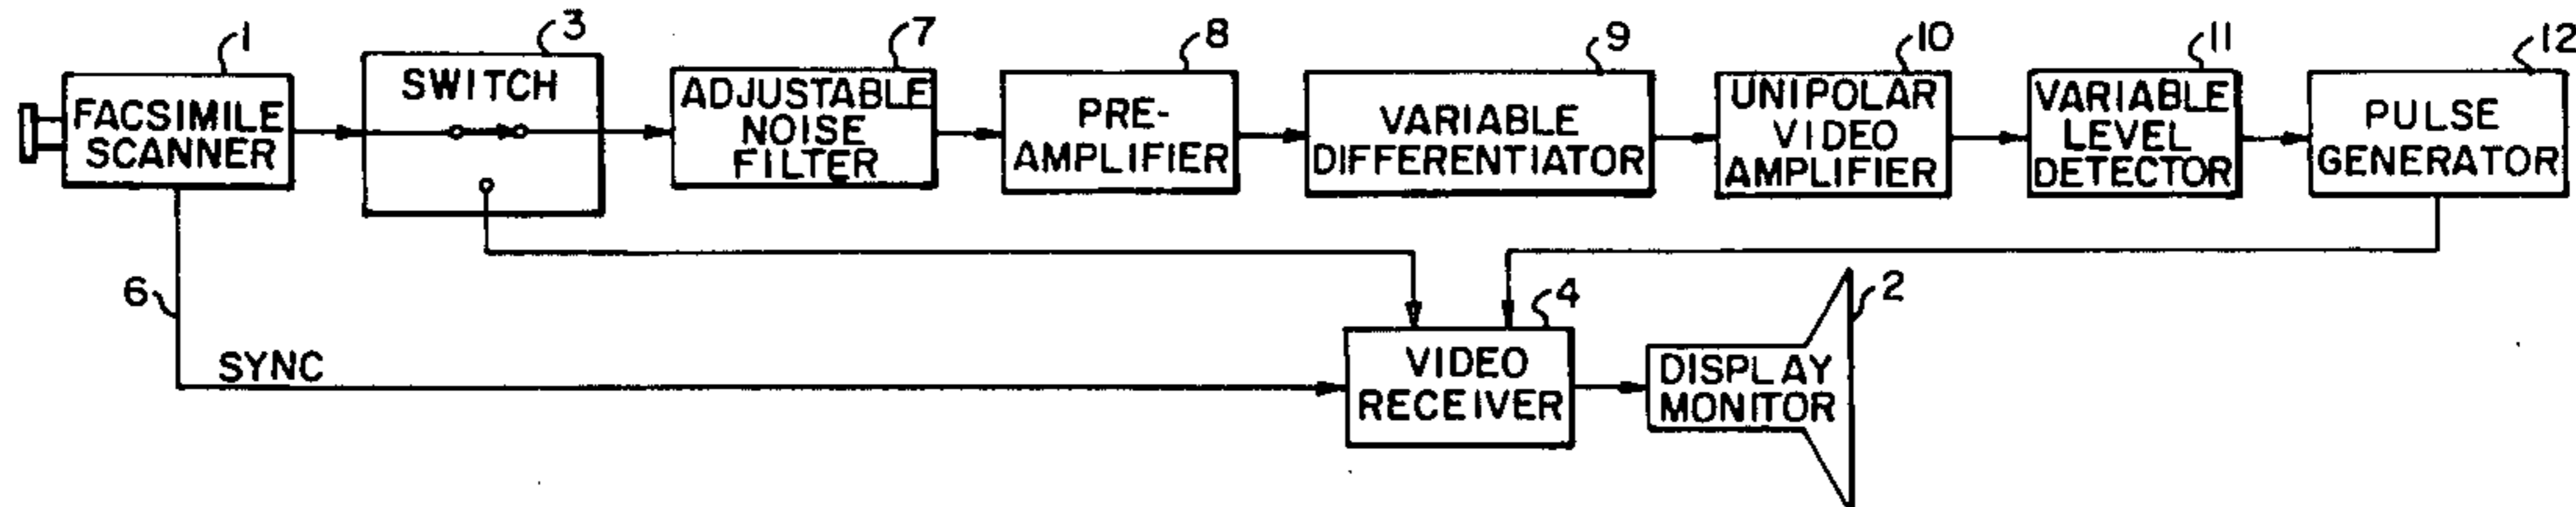 1
3
7
8
9
10
11
12
FACSIMILE
SCANNER
SWITCH
ADJUSTABLE
NOISE
FILTER
PRE-
AMPLIFIER
VARIABLE
DIFFERENTIATOR
UNIPOLAR
VIDEO
AMPLIFIER
VARIABLE
LEVEL
DETECTOR
PULSE
GENERATOR
6
SYNC
4
2
VIDEO
RECEIVER
DISPLAY
MONITOR